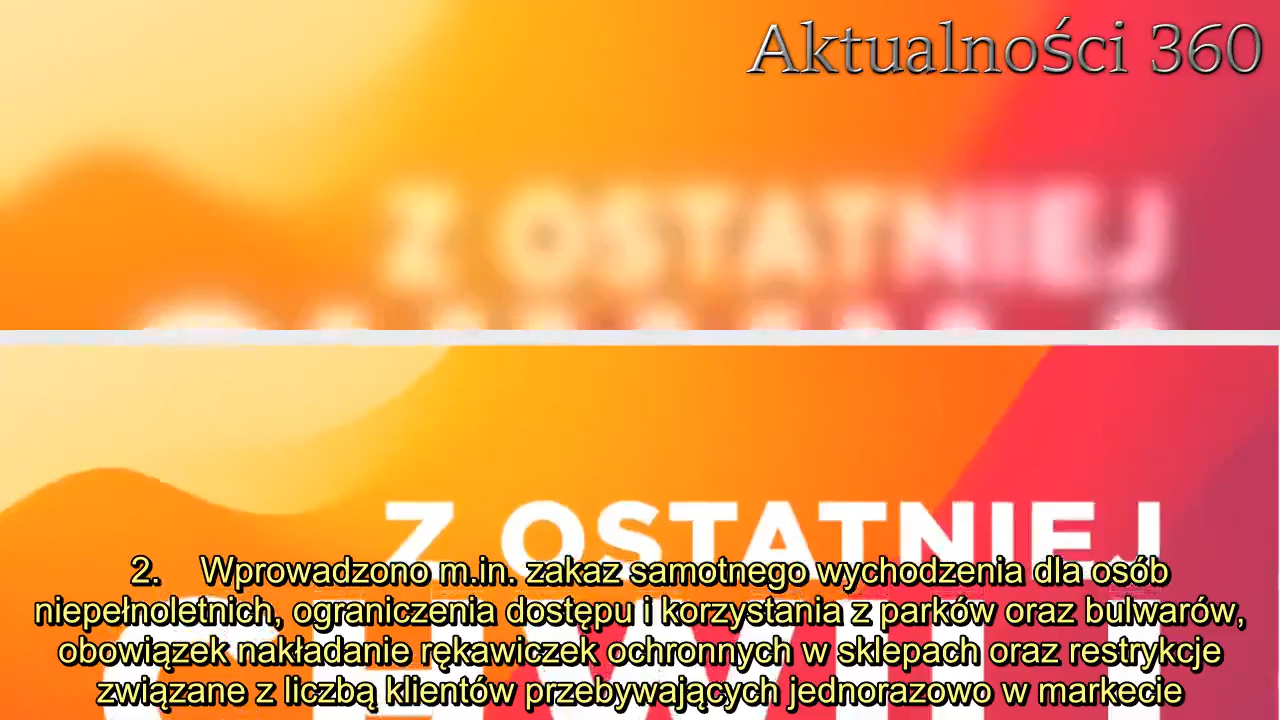 Aktualności 360
Z OSTATNIEJ
Z OSTATNIEJ
CHWILI
2. Wprowadzono m.in. zakaz samotnego wychodzenia dla osób
niepełnoletnich, ograniczenia dostępu i korzystania z parków oraz bulwarów,
obowiązek nakładanie rękawiczek ochronnych w sklepach oraz restrykcje
związane z liczbą klientów przebywających jednorazowo w markecie